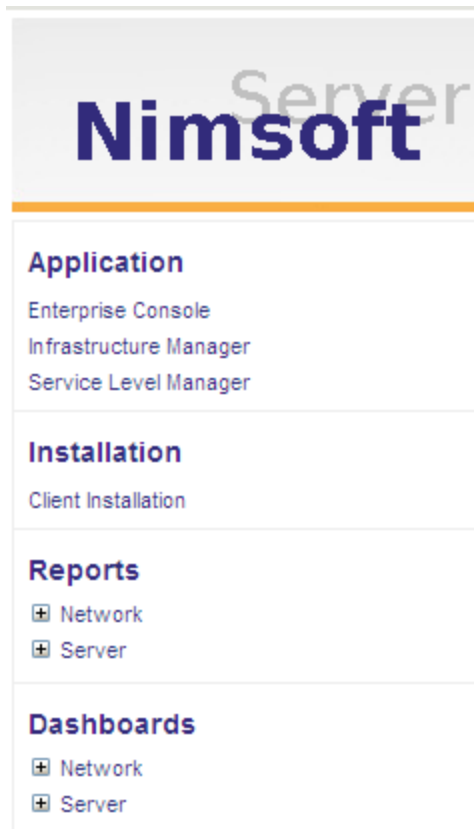 Server
Nimsoft
Application
Enterprise Console
Infrastructure Manager
Service Level Manager
Installation
Client Installation
Reports
Network
Server
Dashboards
Network
Server